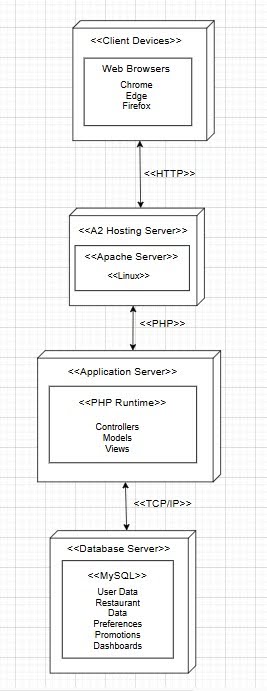 <<Client Devices>>
Web Browsers
Chrome
Edge
Firefox
<<HTTP>>
<<A2 Hosting Server>>
<<Apache Server>>
<<Linux>>
<<PHP>>
<<Application Server>>
<<PHP Runtime>>
Controllers
Models
Views
<<TCP/IP>>
<<Database Server>>
<<MySQL>>
User Data
Restaurant
Data
Preferences
Promotions
Dashboards